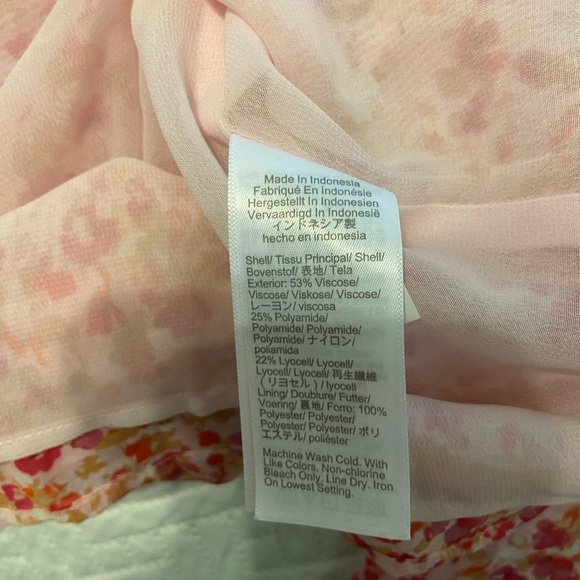 Made In Indonesia
Fabriqué En Indonésie
Hergestellt In Indonesien
Vervaardigd In Indonesië
インドネシア製
hecho en indonesia
Shell/ Tissu Principal/ Shell/
Bovenstof/ 表地/ Tela
Exterior: 53% Viscose/
Viscose/ Viskose/ Viscose/
レーヨン/ viscosa
25% Polyamide/
Polyamide/ Polyamide/
Polyamide/ ナイロン/
poliamida
22% Lyocell/ Lyocell/
Lyocell/ Lyocell/ 再生繊維
（リヨセル）/ lyocell
Lining/ Doublure/ Futter/
Voering/ 裏地/ Forro: 100%
Polyester/ Polyester/
Polyester/ Polyester/ ポリ
エステル/ poliéster
Machine Wash Cold. With
Like Colors, Non-chlorine
Bleach Only, Line Dry. Iron
On Lowest Setting.